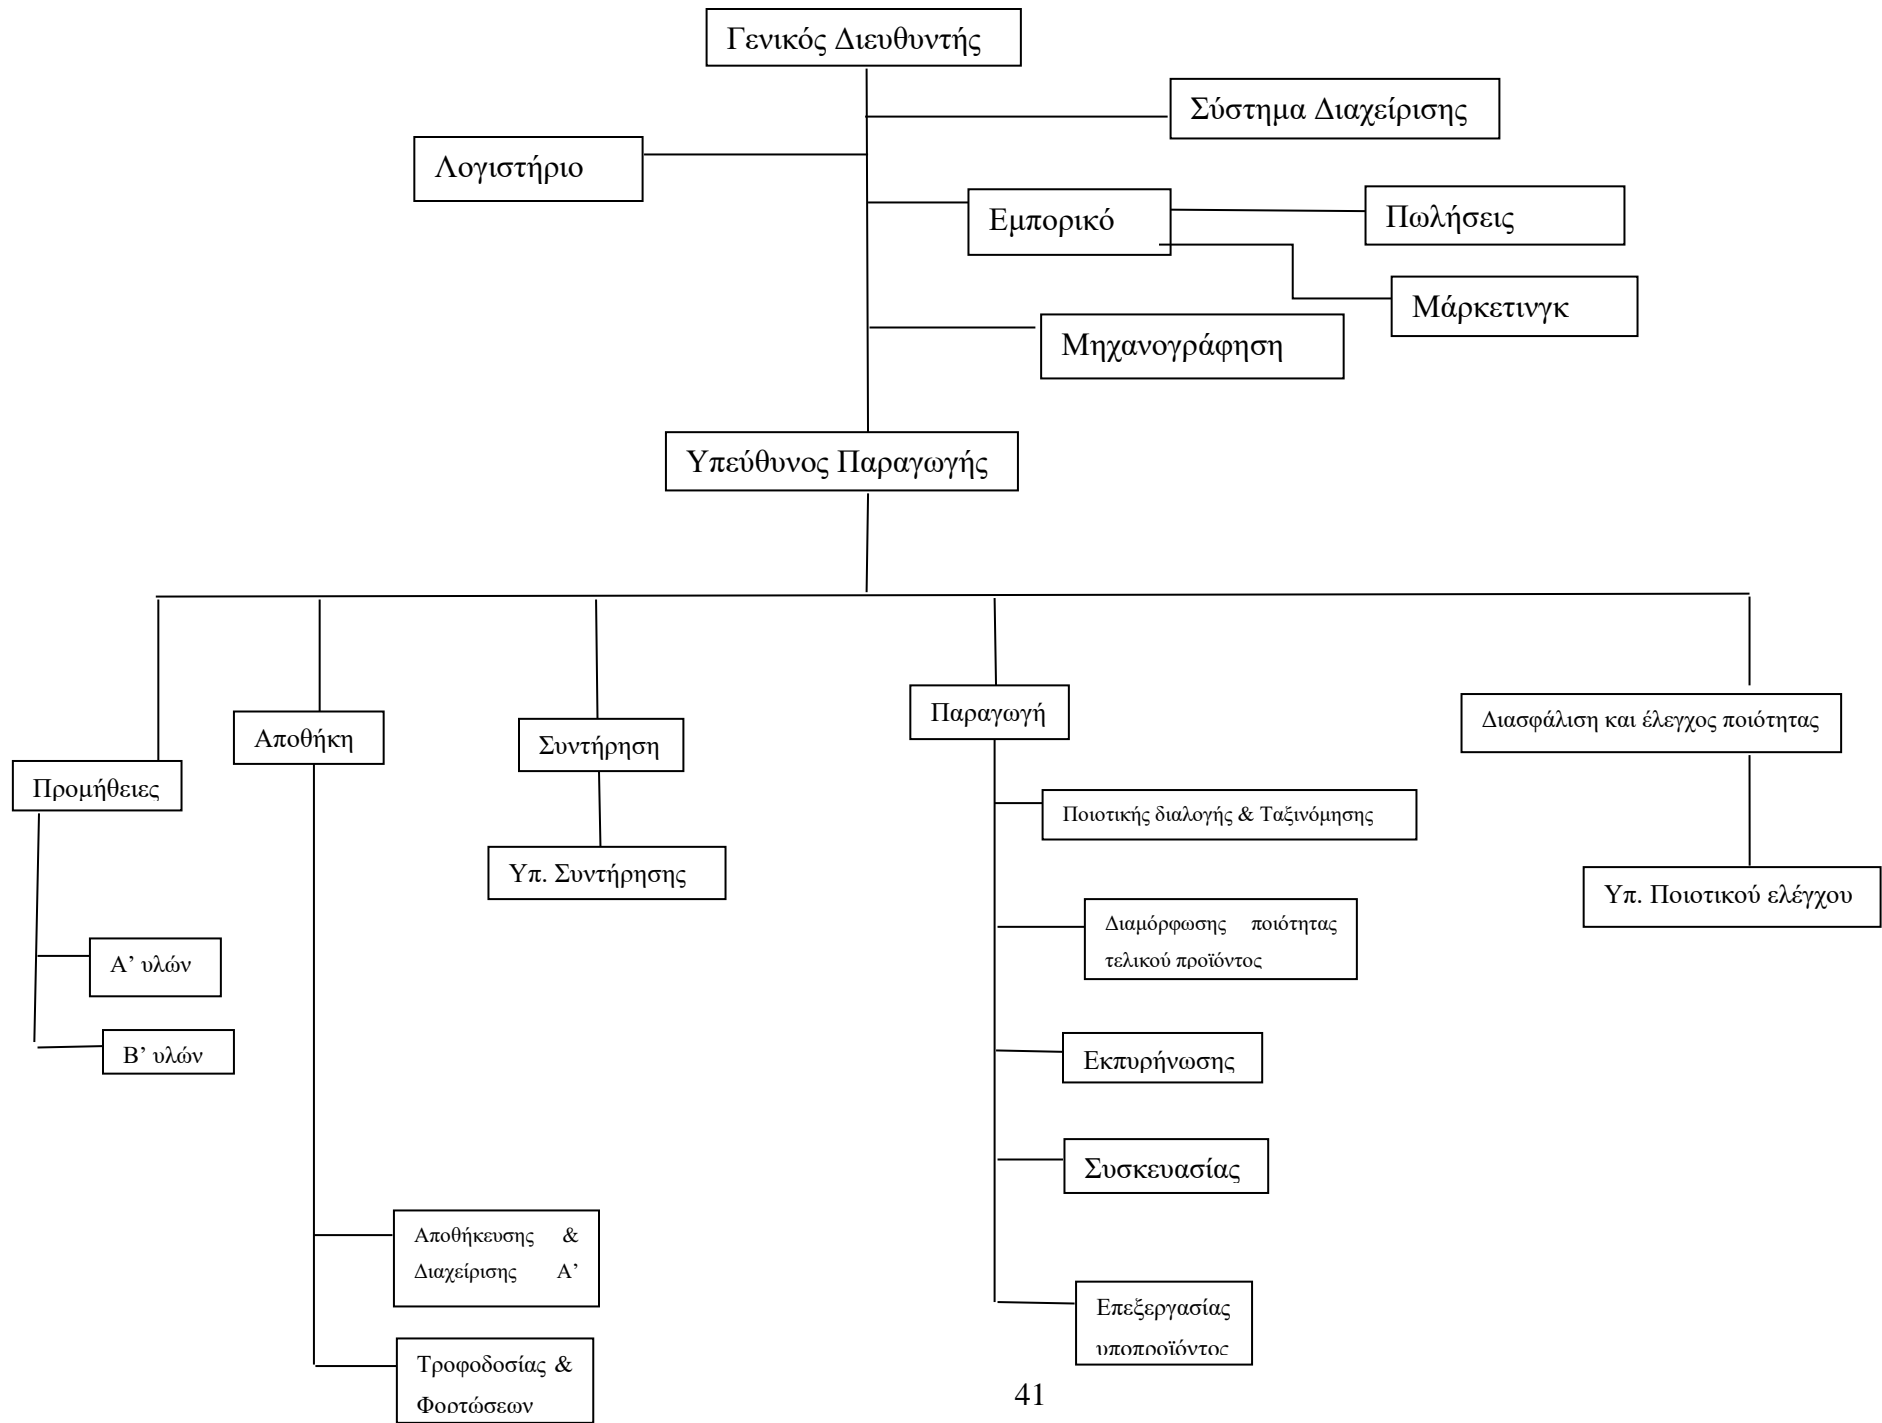 Γενικός Διευθυντής
Σύστημα Διαχείρισης
Λογιστήριο
Εμπορικό
Πωλήσεις
Μάρκετινγκ
Μηχανογράφηση
Υπεύθυνος Παραγωγής
Προμήθειες
Αποθήκη
Συντήρηση
Παραγωγή
Διασφάλιση και έλεγχος ποιότητας
Ποιοτικής διαλογής & Ταξινόμησης
Υπ. Συντήρησης
Υπ. Ποιοτικού ελέγχου
Διαμόρφωσης ποιότητας
τελικού προϊόντος
Α’ υλών
Β’ υλών
Εκπυρήνωσης
Συσκευασίας
Αποθήκευσης &
Διαχείρισης Α’
Επεξεργασίας
υποπροϊόντος
Τροφοδοσίας &
Φορτώσεων
41